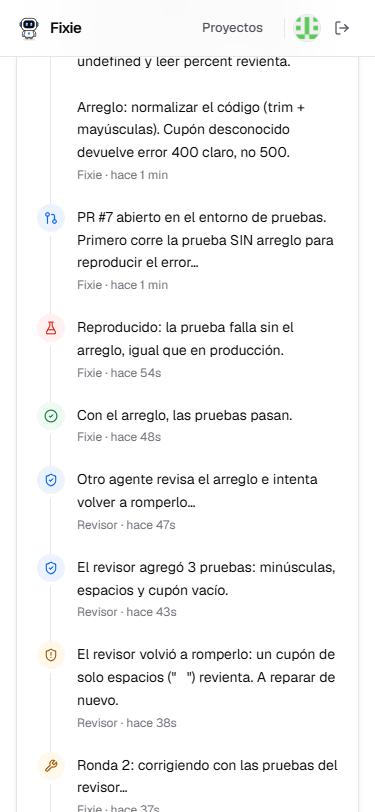 Fixie
Proyectos
undefined y leer percent revienta.
Arreglo: normalizar el código (trim +
mayúsculas). Cupón desconocido
devuelve error 400 claro, no 500.
Fixie · hace 1 min
PR #7 abierto en el entorno de pruebas.
Primero corre la prueba SIN arreglo para
reproducir el error...
Fixie · hace 1 min
Reproducido: la prueba falla sin el
arreglo, igual que en producción.
Fixie · hace 54s
Con el arreglo, las pruebas pasan.
Fixie · hace 48s
Otro agente revisa el arreglo e intenta
volver a romperlo...
Revisor · hace 47s
El revisor agregó 3 pruebas: minúsculas,
espacios y cupón vacío.
Revisor · hace 43s
El revisor volvió a romperlo: un cupón de
solo espacios ("   ") revienta. A reparar de
nuevo.
Revisor · hace 38s
Ronda 2: corrigiendo con las pruebas del
revisor...
Fixie · hace 37s